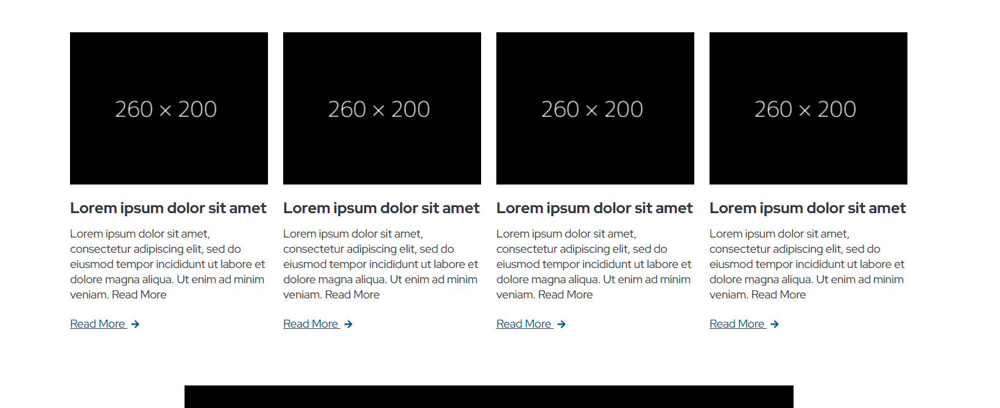 260 × 200
260 × 200
260 × 200
260 × 200
Lorem ipsum dolor sit amet
Lorem ipsum dolor sit amet,
consectetur adipiscing elit, sed do
eiusmod tempor incididunt ut labore et
dolore magna aliqua. Ut enim ad minim
veniam. Read More
Read More →
Lorem ipsum dolor sit amet
Lorem ipsum dolor sit amet,
consectetur adipiscing elit, sed do
eiusmod tempor incididunt ut labore et
dolore magna aliqua. Ut enim ad minim
veniam. Read More
Read More →
Lorem ipsum dolor sit amet
Lorem ipsum dolor sit amet,
consectetur adipiscing elit, sed do
eiusmod tempor incididunt ut labore et
dolore magna aliqua. Ut enim ad minim
veniam. Read More
Read More →
Lorem ipsum dolor sit amet
Lorem ipsum dolor sit amet,
consectetur adipiscing elit, sed do
eiusmod tempor incididunt ut labore et
dolore magna aliqua. Ut enim ad minim
veniam. Read More
Read More →